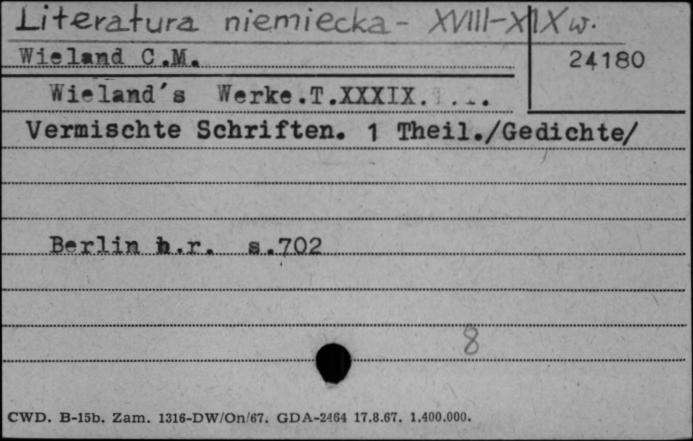 Literatura niemiecka - XVIII-XIX w.
Wieland C.M.
24180
Wieland's Werke.T.XXXIX. ...
Vermischte Schriften. 1 Theil./Gedichte/
Berlin b.r. s.702
8
CWD. B-15b. Zam. 1316-DW/On/67. GDA-2464 17.8.67. 1.400.000.